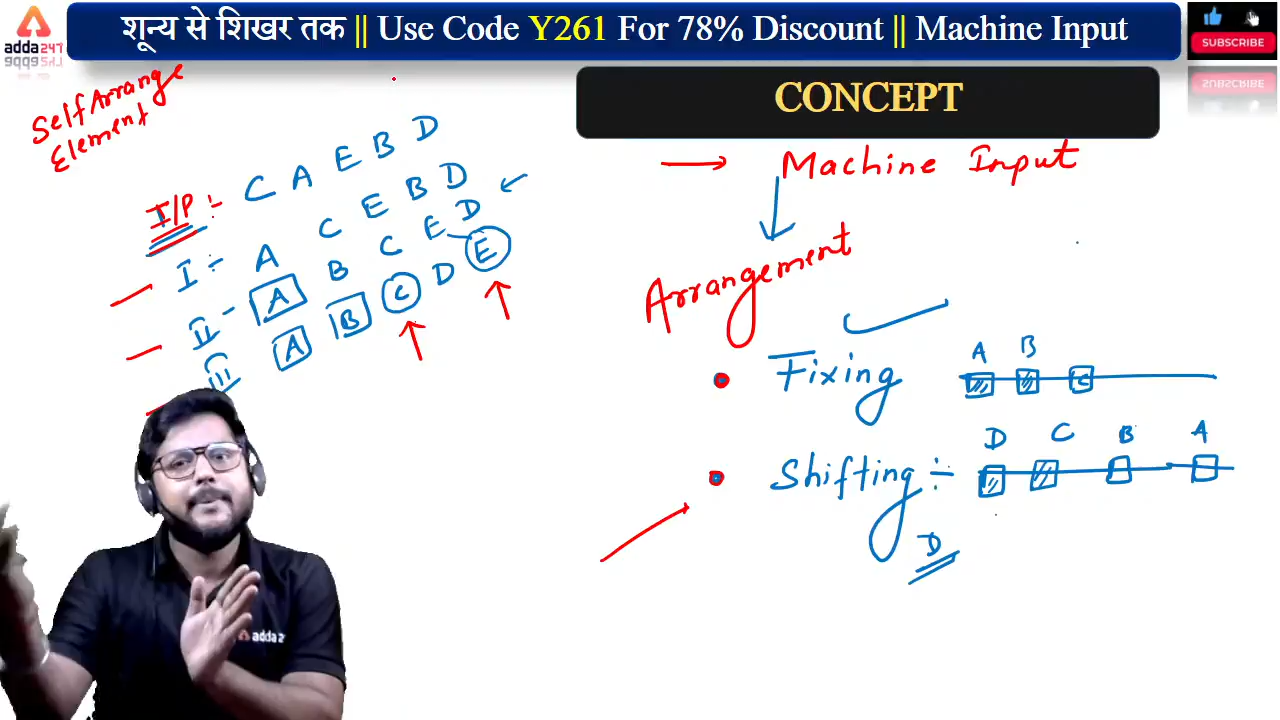 शून्य से शिखर तक || Use Code Y261 For 78% Discount || Machine Input
adda247
SUBSCRIBE
CONCEPT
Self Arrange
Element
I/P :- C A E B D
I :- A C E B D
II - A B C E D
III A B C D E
→ Machine Input
Arrangement
• Fixing
A B
C
• Shifting :-
D C B A
D
adda247